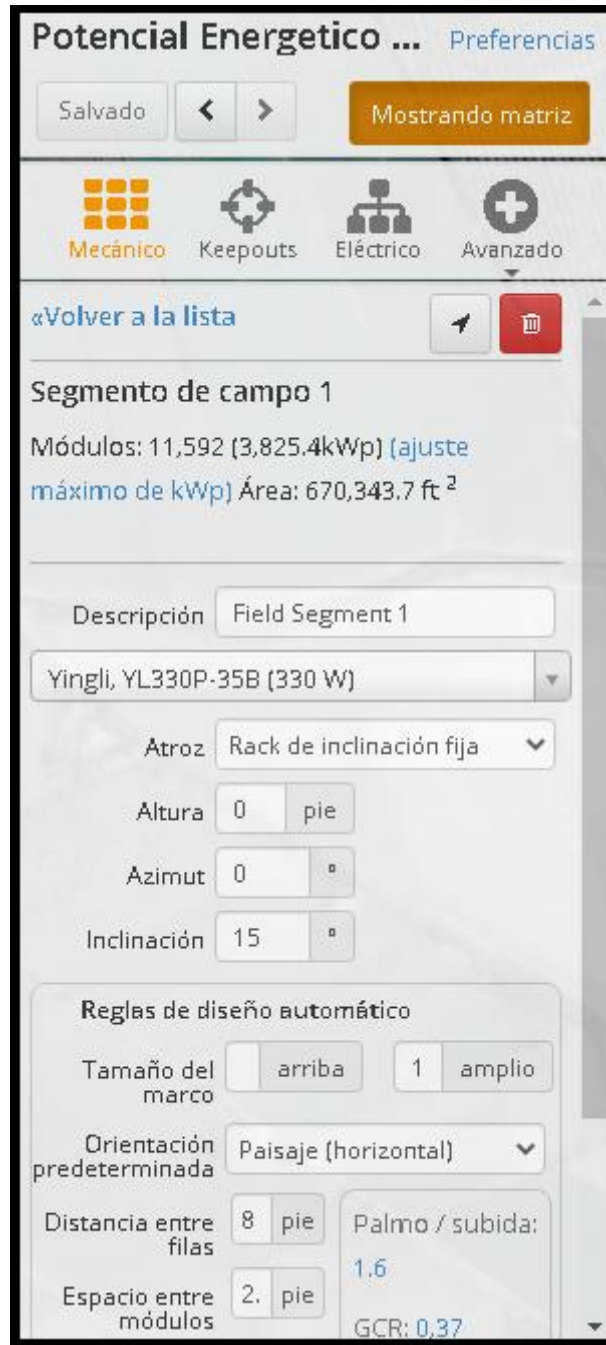 Potencial Energetico ... Preferencias
Salvado < > Mostrando matriz
Mecánico Keepouts Eléctrico Avanzado
«Volver a la lista
Segmento de campo 1
Módulos: 11,592 (3,825.4kWp) (ajuste
máximo de kWp) Área: 670,343.7 ft ²
Descripción Field Segment 1
Yingli, YL330P-35B (330 W)
Atroz Rack de inclinación fija
Altura 0 pie
Azimut 0 °
Inclinación 15 °
Reglas de diseño automático
Tamaño del arriba 1 amplio
marco
Orientación Paisaje (horizontal)
predeterminada
Distancia entre 8 pie Palmo / subida:
filas
1.6
Espacio entre 2. pie
módulos
GCR: 0,37